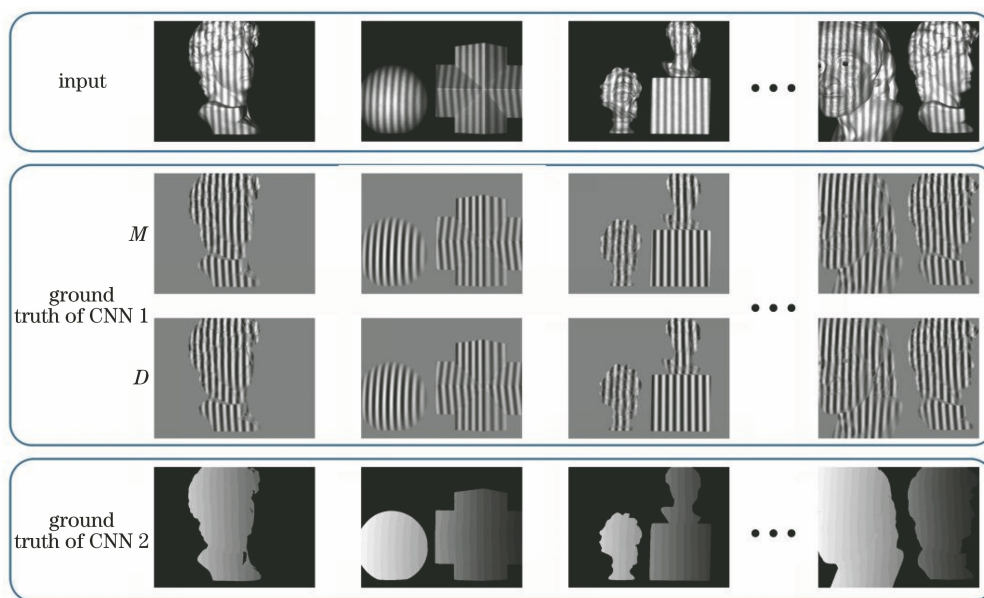 input
M
ground
truth of CNN 1
D
ground
truth of CNN 2